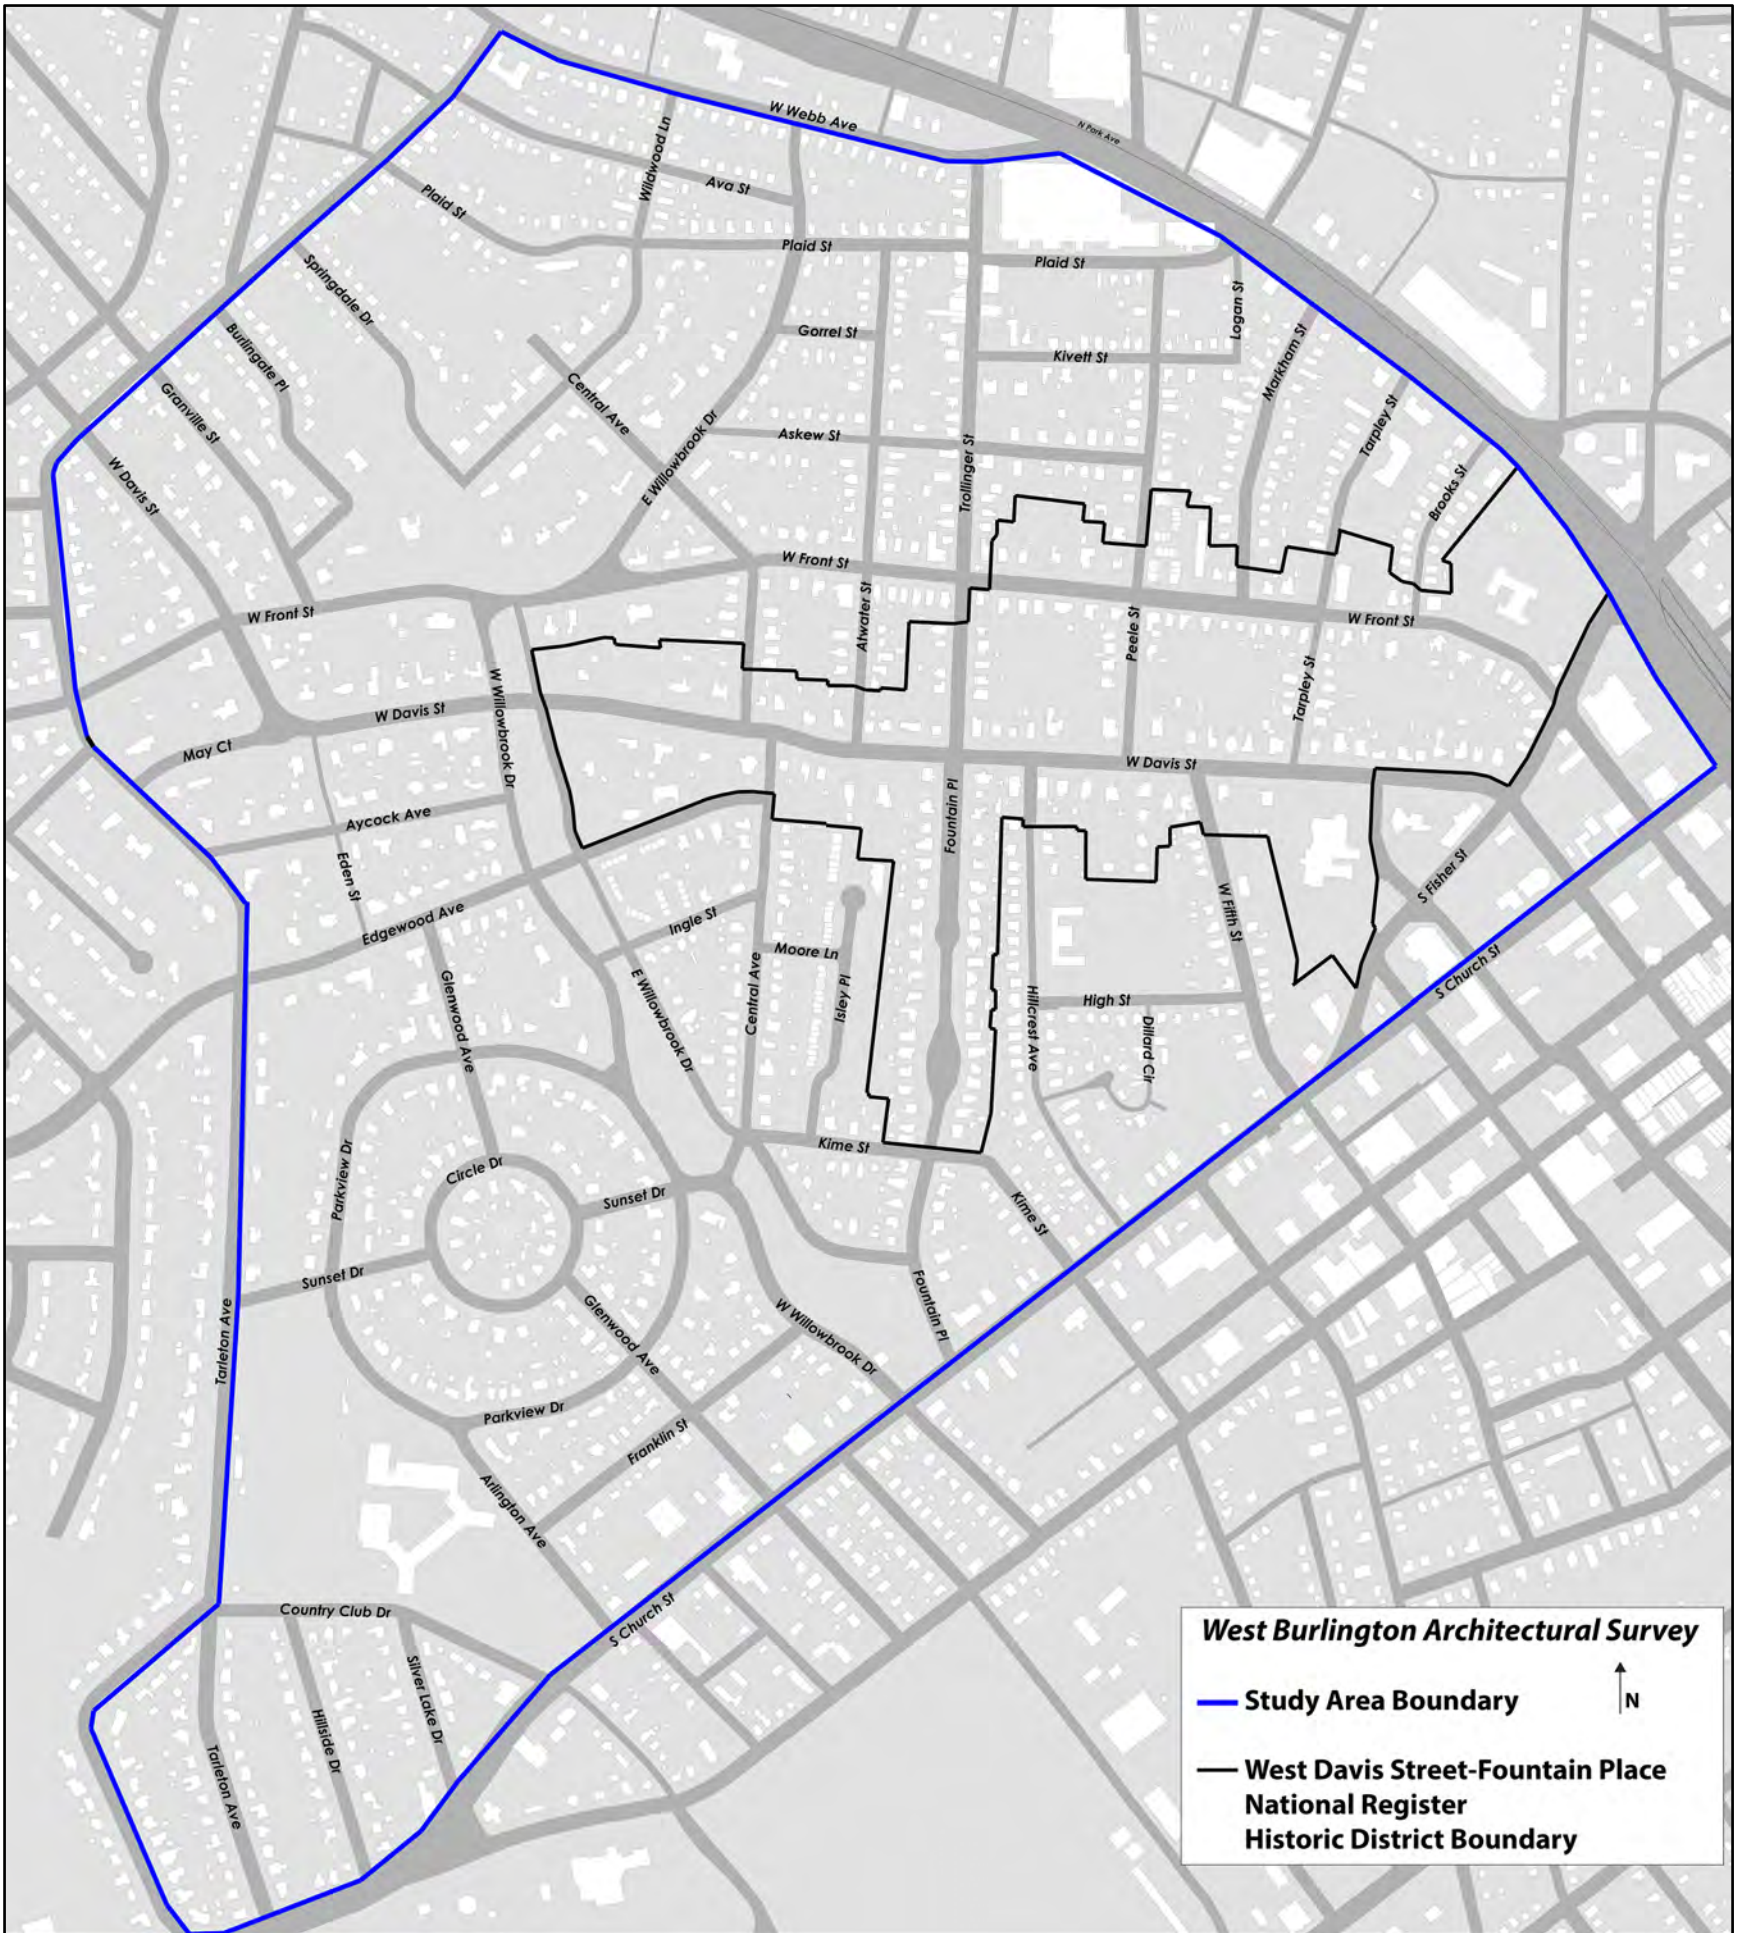 W Webb Ave
N Park Ave
Wildwood Ln
Ava St
Plaid St
Plaid St
Plaid St
Springdale Dr
Logan St
Burlingate Pl
Gorrel St
Kivett St
Markham St
Granville St
Central Ave
Tarpley St
E Willowbrook Dr
Askew St
Trollinger St
W Davis St
Brooks St
W Front St
W Front St
Atwater St
Peele St
W Front St
W Willowbrook Dr
Tarpley St
W Davis St
May Ct
W Davis St
Fountain Pl
Aycock Ave
Eden St
S Fisher St
W Fifth St
Edgewood Ave
Ingle St
Moore Ln
S Church St
Glenwood Ave
E Willowbrook Dr
Central Ave
Isley Pl
Hillcrest Ave
High St
Dillard Cir
Kime St
Parkview Dr
Circle Dr
Sunset Dr
Kime St
Sunset Dr
Fountain Pl
Tarleton Ave
Glenwood Ave
W Willowbrook Dr
Parkview Dr
Franklin St
Arlington Ave
Country Club Dr
S Church St
Silver Lake Dr
Hillside Dr
Tarleton Ave
West Burlington Architectural Survey
Study Area Boundary
N
West Davis Street-Fountain Place
National Register
Historic District Boundary